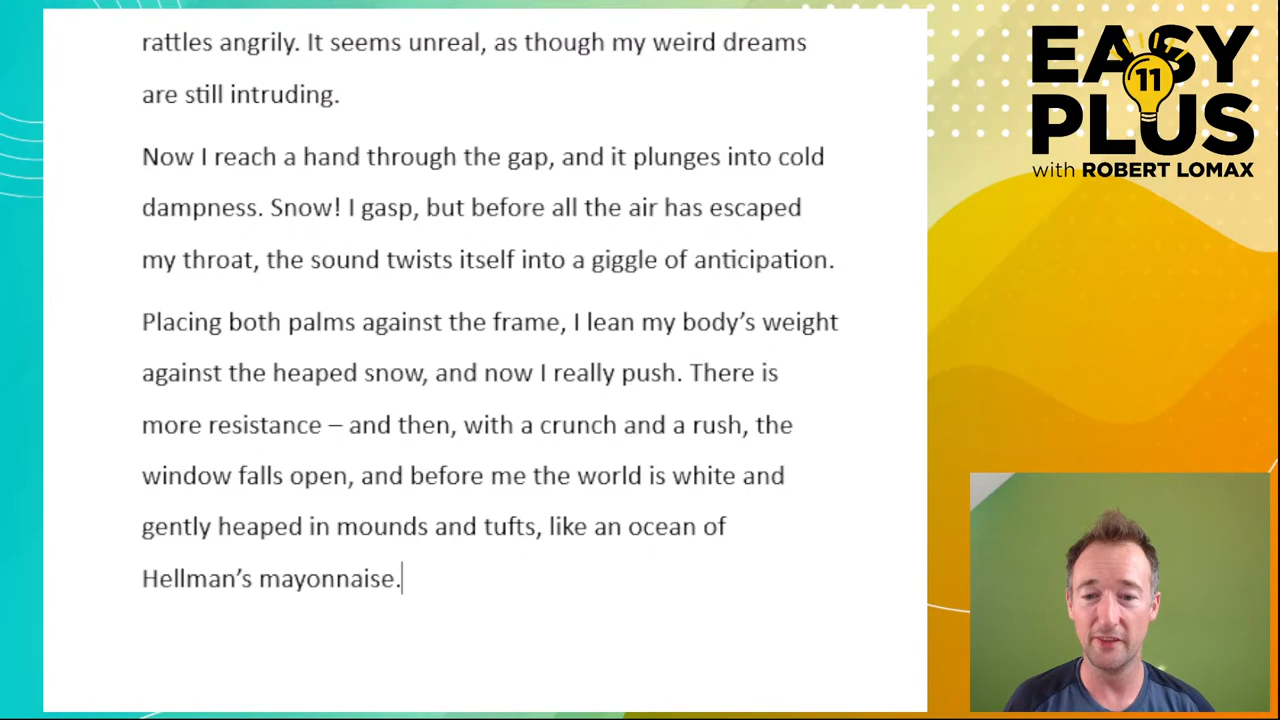 rattles angrily. It seems unreal, as though my weird dreams
are still intruding.
Now I reach a hand through the gap, and it plunges into cold
dampness. Snow! I gasp, but before all the air has escaped
my throat, the sound twists itself into a giggle of anticipation.
Placing both palms against the frame, I lean my body’s weight
against the heaped snow, and now I really push. There is
more resistance – and then, with a crunch and a rush, the
window falls open, and before me the world is white and
gently heaped in mounds and tufts, like an ocean of
Hellman’s mayonnaise.
EASY
11
PLUS
with ROBERT LOMAX